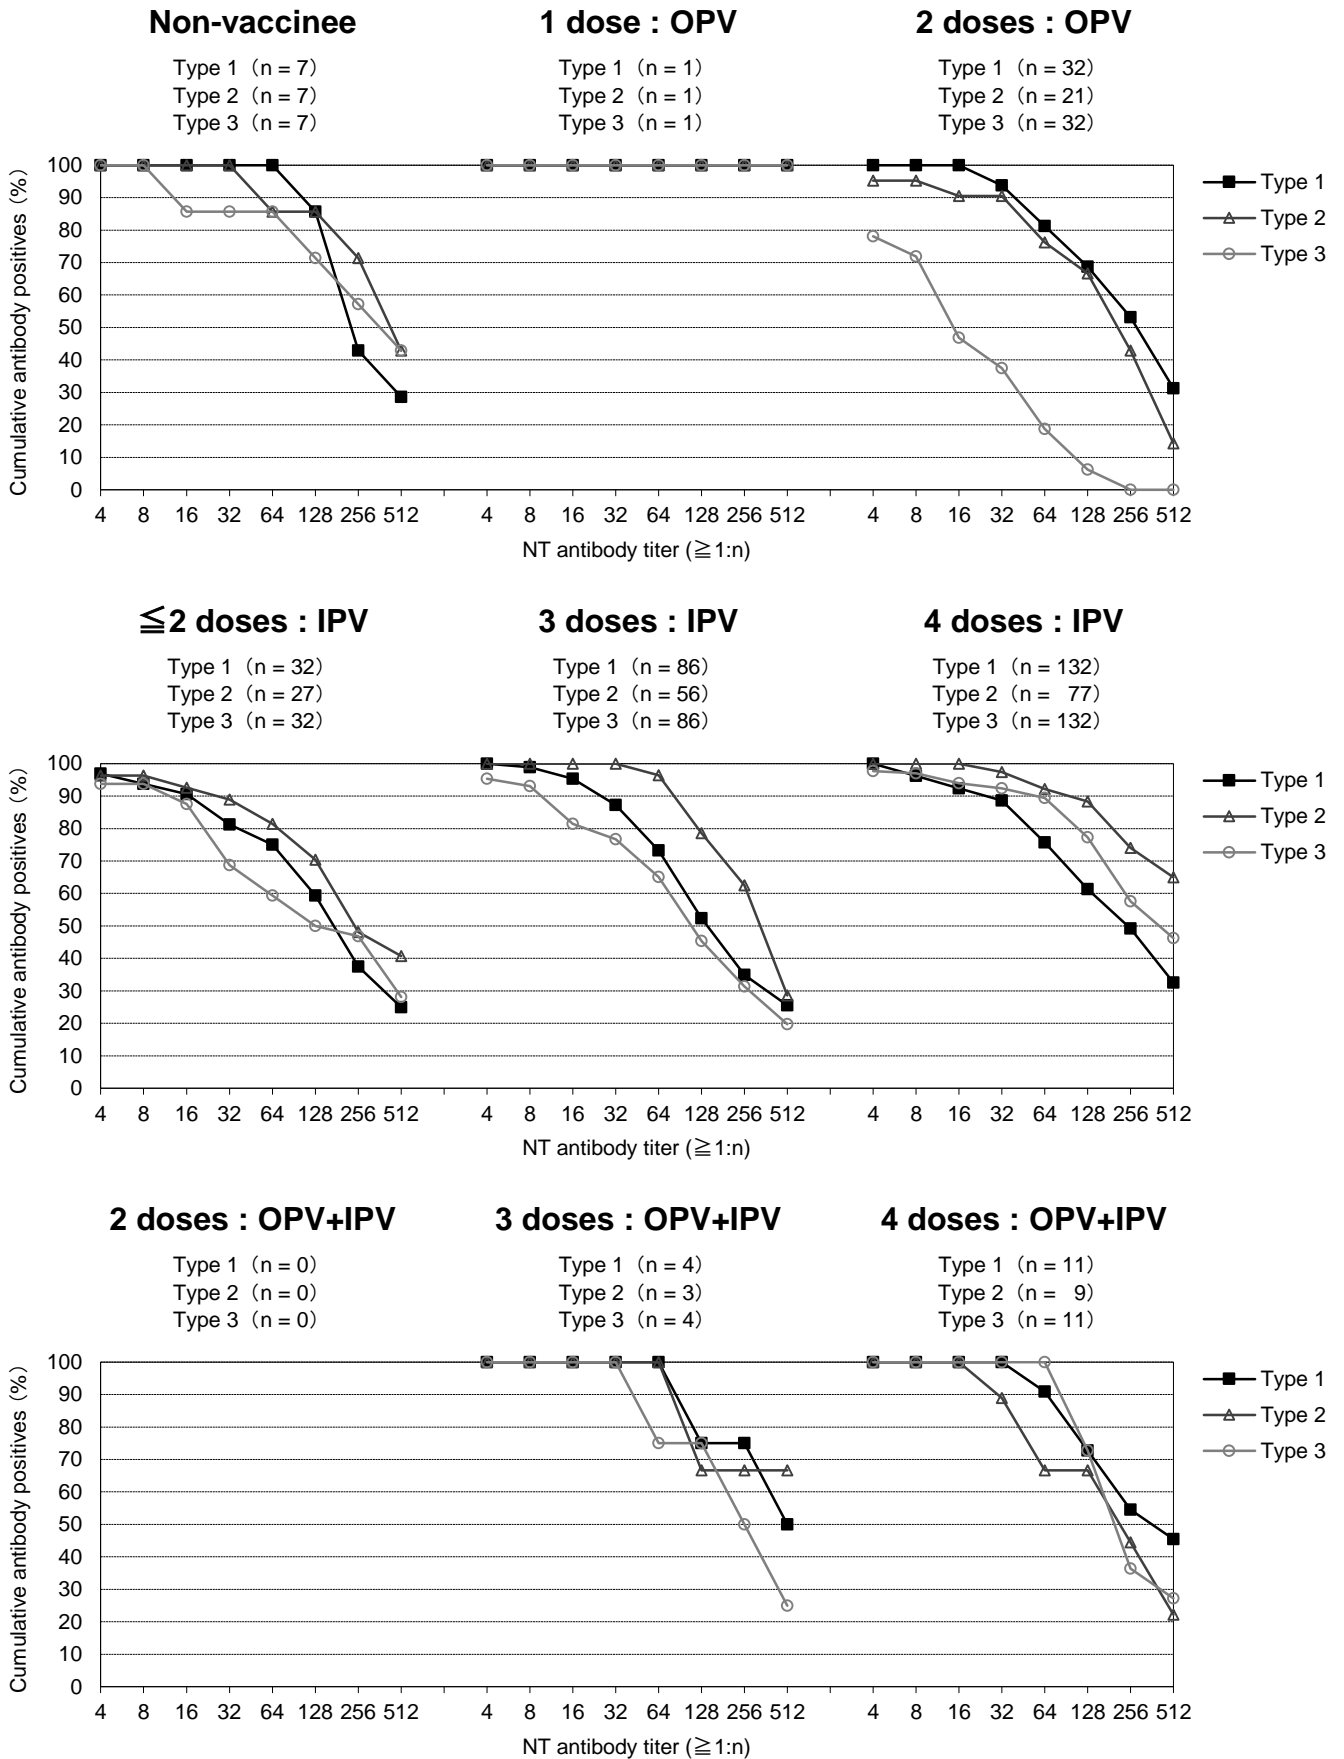 Non-vaccinee
Type 1 （n = 7）
Type 2 （n = 7）
Type 3 （n = 7）
1 dose : OPV
Type 1 （n = 1）
Type 2 （n = 1）
Type 3 （n = 1）
2 doses : OPV
Type 1 （n = 32）
Type 2 （n = 21）
Type 3 （n = 32）
Cumulative antibody positives (%)
100
90
80
70
60
50
40
30
20
10
0
4 8 16 32 64 128 256 512 4 8 16 32 64 128 256 512 4 8 16 32 64 128 256 512
NT antibody titer (≧1:n)
Type 1
Type 2
Type 3
≦2 doses : IPV
Type 1 （n = 32）
Type 2 （n = 27）
Type 3 （n = 32）
3 doses : IPV
Type 1 （n = 86）
Type 2 （n = 56）
Type 3 （n = 86）
4 doses : IPV
Type 1 （n = 132）
Type 2 （n = 77）
Type 3 （n = 132）
Cumulative antibody positives (%)
100
90
80
70
60
50
40
30
20
10
0
4 8 16 32 64 128 256 512 4 8 16 32 64 128 256 512 4 8 16 32 64 128 256 512
NT antibody titer (≧1:n)
Type 1
Type 2
Type 3
2 doses : OPV+IPV
Type 1 （n = 0）
Type 2 （n = 0）
Type 3 （n = 0）
3 doses : OPV+IPV
Type 1 （n = 4）
Type 2 （n = 3）
Type 3 （n = 4）
4 doses : OPV+IPV
Type 1 （n = 11）
Type 2 （n = 9）
Type 3 （n = 11）
Cumulative antibody positives (%)
100
90
80
70
60
50
40
30
20
10
0
4 8 16 32 64 128 256 512 4 8 16 32 64 128 256 512 4 8 16 32 64 128 256 512
NT antibody titer (≧1:n)
Type 1
Type 2
Type 3